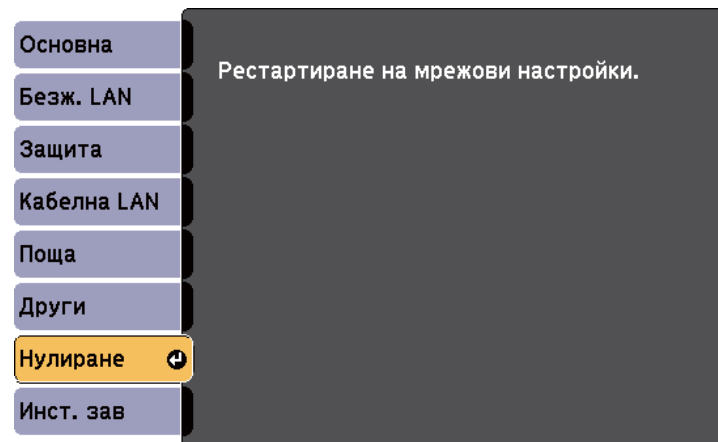 Основна
Безж. LAN
Защита
Кабелна LAN
Поща
Други
Нулиране
Инст. зав
Рестартиране на мрежови настройки.